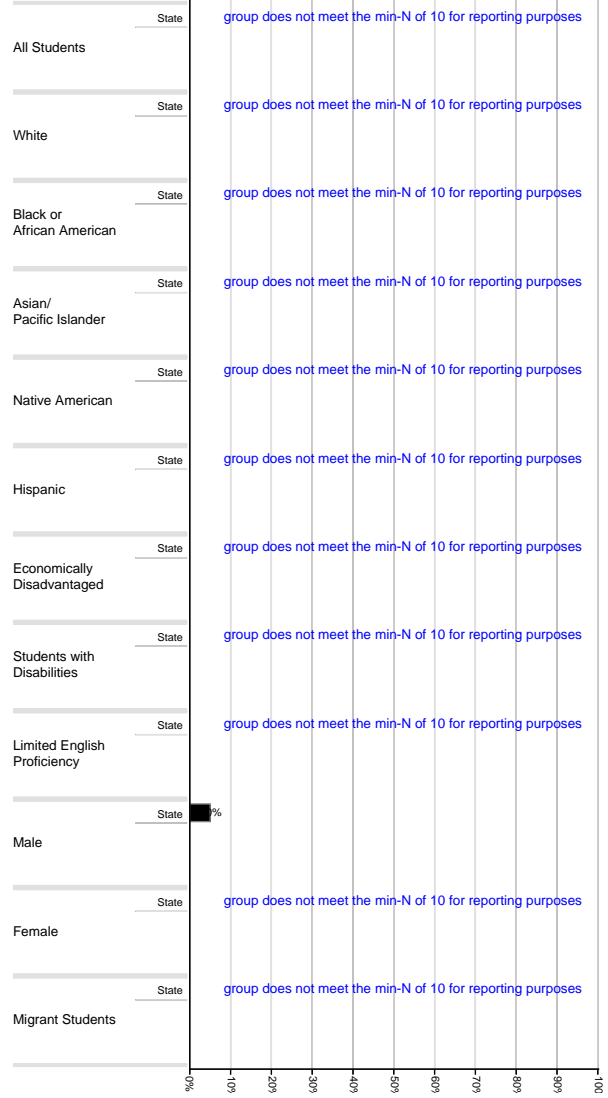 State
group does not meet the min-N of 10 for reporting purposes
All Students
State
group does not meet the min-N of 10 for reporting purposes
White
State
group does not meet the min-N of 10 for reporting purposes
Black or
African American
State
group does not meet the min-N of 10 for reporting purposes
Asian/
Pacific Islander
State
group does not meet the min-N of 10 for reporting purposes
Native American
State
group does not meet the min-N of 10 for reporting purposes
Hispanic
State
group does not meet the min-N of 10 for reporting purposes
Economically
Disadvantaged
State
group does not meet the min-N of 10 for reporting purposes
Students with
Disabilities
State
group does not meet the min-N of 10 for reporting purposes
Limited English
Proficiency
State
%
Male
State
group does not meet the min-N of 10 for reporting purposes
Female
State
group does not meet the min-N of 10 for reporting purposes
Migrant Students
0%
10%
20%
30%
40%
50%
60%
70%
80%
90%
100